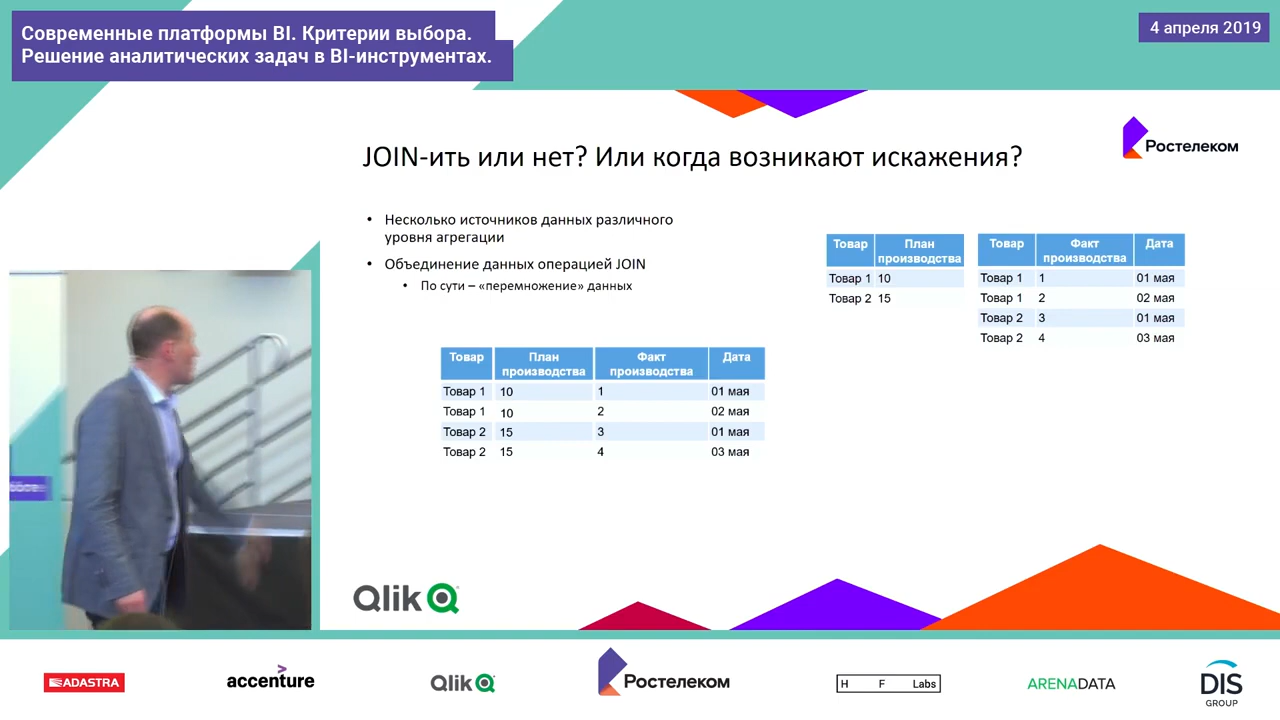 Современные платформы BI. Критерии выбора.
Решение аналитических задач в BI-инструментах.
4 апреля 2019
Ростелеком
JOIN-ить или нет? Или когда возникают искажения?
• Несколько источников данных различного
уровня агрегации
• Объединение данных операцией JOIN
• По сути – «перемножение» данных
Товар План производства
Товар 1 10
Товар 2 15
Товар Факт производства Дата
Товар 1 1 01 мая
Товар 1 2 02 мая
Товар 2 3 01 мая
Товар 2 4 03 мая
Товар План производства Факт производства Дата
Товар 1 10 1 01 мая
Товар 1 10 2 02 мая
Товар 2 15 3 01 мая
Товар 2 15 4 03 мая
Qlik
ADASTRA
accenture
Qlik
Ростелеком
H F Labs
ARENADATA
DIS
GROUP